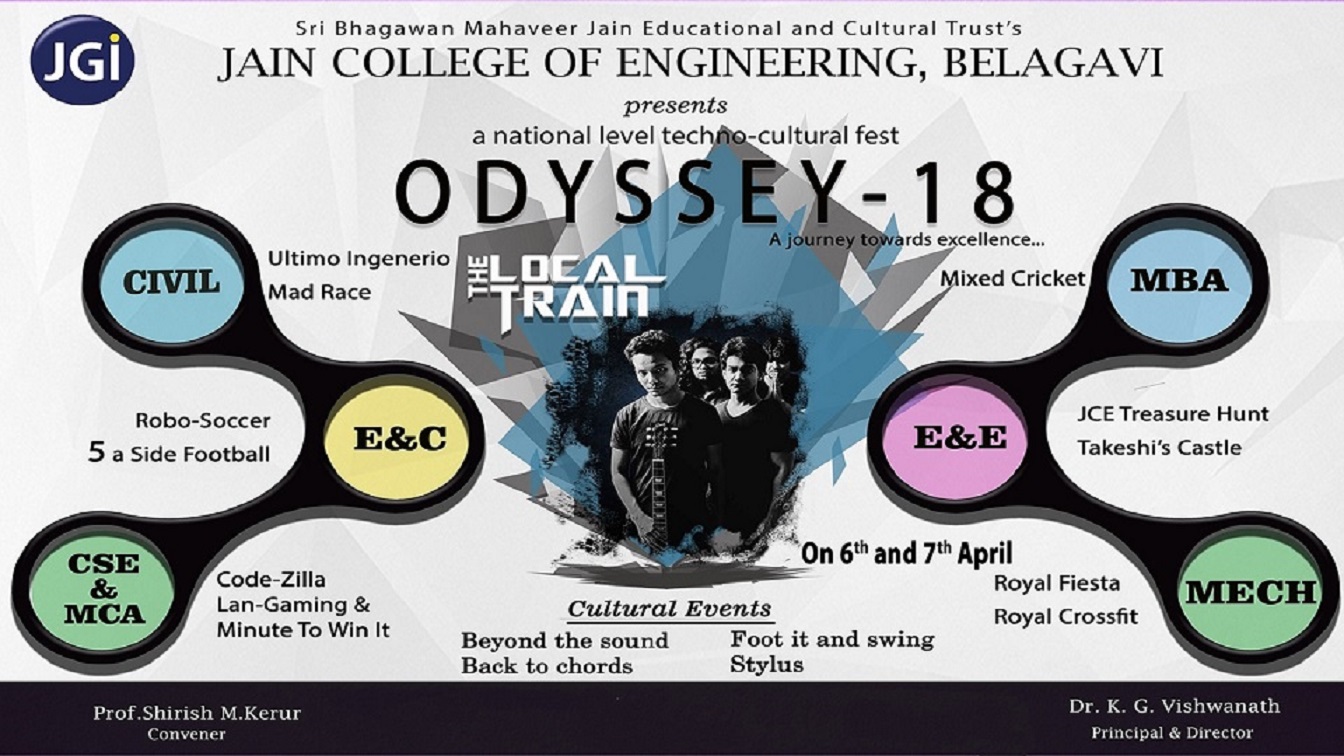 JGi
Sri Bhagawan Mahaveer Jain Educational and Cultural Trust's
JAIN COLLEGE OF ENGINEERING, BELAGAVI
presents
a national level techno-cultural fest
ODYSSEY-18
A journey towards excellence...
CIVIL
Ultimo Ingenerio
Mad Race
THE LOCAL
TRAIN
Mixed Cricket
MBA
Robo-Soccer
5 a Side Football
E&C
E&E
JCE Treasure Hunt
Takeshi's Castle
CSE
&
MCA
Code-Zilla
Lan-Gaming &
Minute To Win It
On 6th and 7th April
Royal Fiesta
Royal Crossfit
MECH
Cultural Events
Beyond the sound
Back to chords
Foot it and swing
Stylus
Prof.Shirish M.Kerur
Convener
Dr. K. G. Vishwanath
Principal & Director